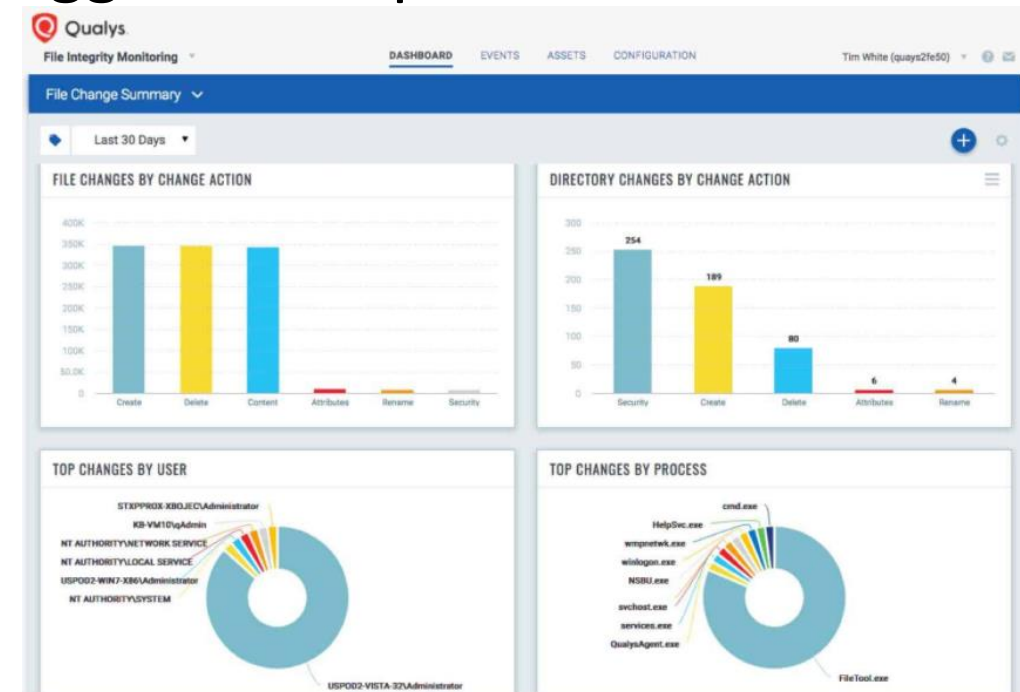 Qualys.
File Integrity Monitoring
DASHBOARD EVENTS ASSETS CONFIGURATION
Tim White (quays2fe50)
File Change Summary
Last 30 Days
FILE CHANGES BY CHANGE ACTION
400K
350K
300K
250K
200K
150K
100K
50.0K
0
Create Delete Content Attributes Rename Security
DIRECTORY CHANGES BY CHANGE ACTION
300
250
200
150
100
50
0
254
189
80
6
4
Security Create Delete Attributes Rename
TOP CHANGES BY USER
STXPPROX-XBOJEC\Administrator
KB-VM10\qAdmin
NT AUTHORITY\NETWORK SERVICE
NT AUTHORITY\LOCAL SERVICE
USPOD2-WIN7-X86\Administrator
NT AUTHORITY\SYSTEM
USPOD2-VISTA-32\Administrator
TOP CHANGES BY PROCESS
cmd.exe
HelpSvc.exe
wmpnetwk.exe
winlogon.exe
NSBU.exe
svchost.exe
services.exe
QualysAgent.exe
FileTool.exe